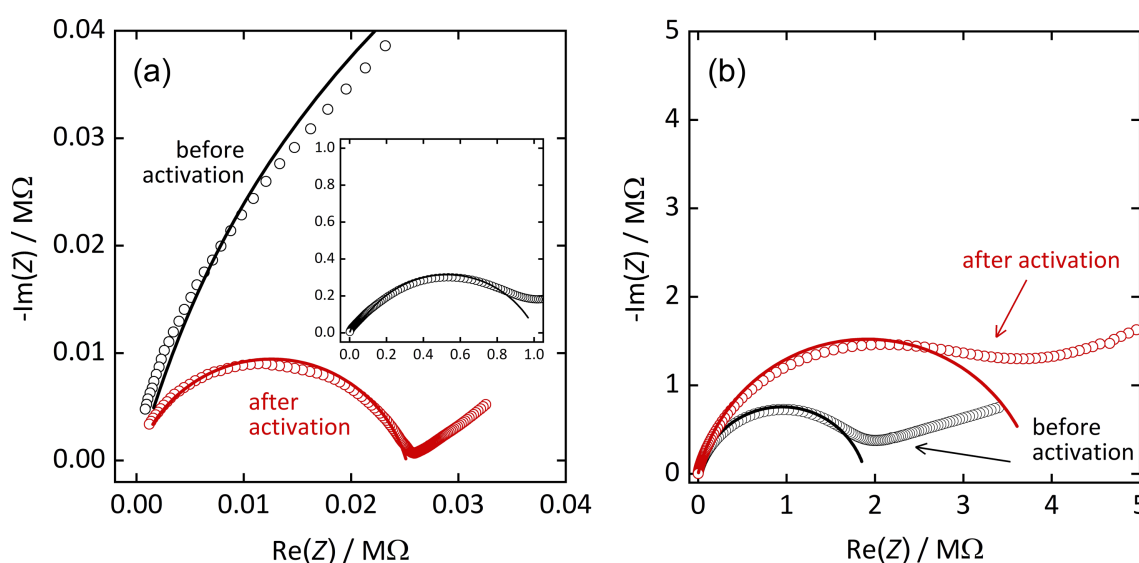 (a)
0.04
0.03
0.02
0.01
0.00
-Im(Z) / MΩ
before
activation
after
activation
1.0
0.8
0.6
0.4
0.2
0.0
0.0 0.2 0.4 0.6 0.8 1.0
0.00 0.01 0.02 0.03 0.04
Re(Z) / MΩ
(b)
5
4
3
2
1
0
-Im(Z) / MΩ
after activation
before
activation
0 1 2 3 4 5
Re(Z) / MΩ